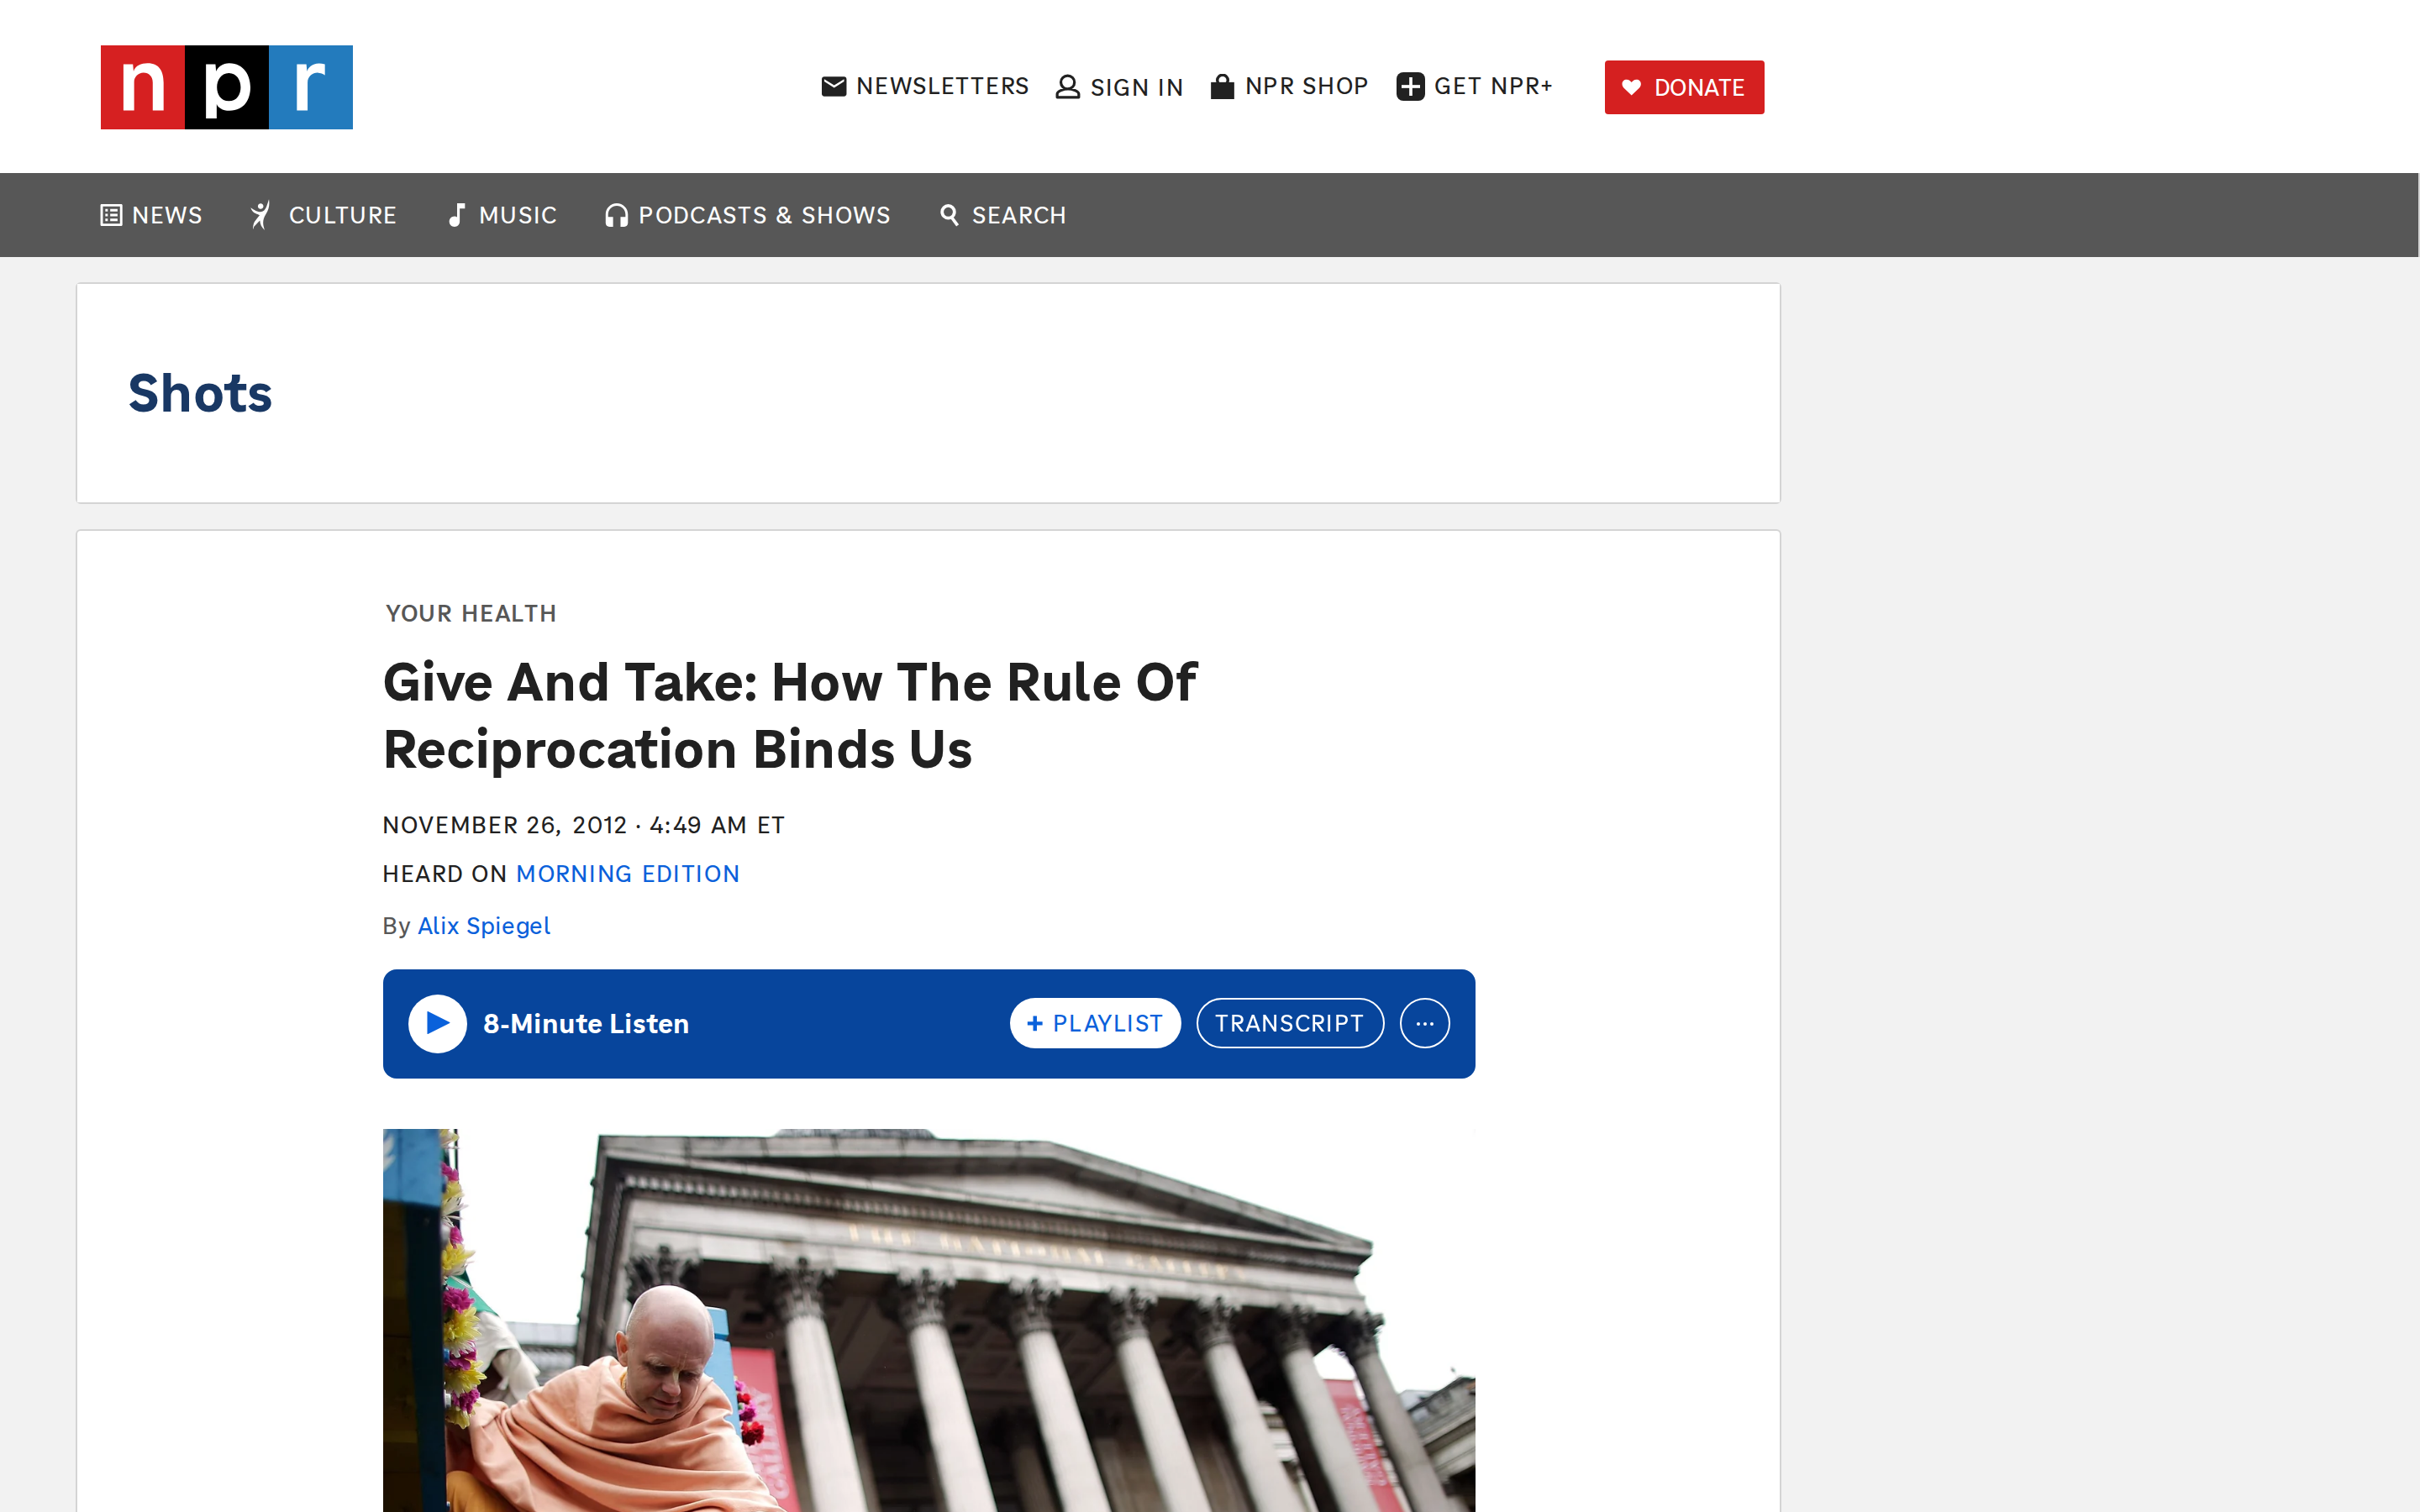 npr
NEWSLETTERS SIGN IN NPR SHOP GET NPR+ DONATE
NEWS CULTURE MUSIC PODCASTS & SHOWS SEARCH
Shots
YOUR HEALTH
Give And Take: How The Rule Of
Reciprocation Binds Us
NOVEMBER 26, 2012 · 4:49 AM ET
HEARD ON MORNING EDITION
By Alix Spiegel
8-Minute Listen
+ PLAYLIST TRANSCRIPT ···